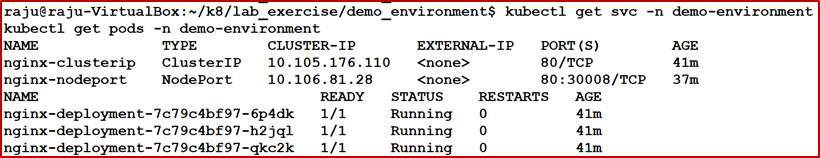 raju@raju-VirtualBox:~/k8/lab_exercise/demo_environment$ kubectl get svc -n demo-environment
kubectl get pods -n demo-environment
NAME TYPE CLUSTER-IP EXTERNAL-IP PORT(S) AGE
nginx-clusterip ClusterIP 10.105.176.110 <none> 80/TCP 41m
nginx-nodeport NodePort 10.106.81.28 <none> 80:30008/TCP 37m
NAME READY STATUS RESTARTS AGE
nginx-deployment-7c79c4bf97-6p4dk 1/1 Running 0 41m
nginx-deployment-7c79c4bf97-h2jql 1/1 Running 0 41m
nginx-deployment-7c79c4bf97-qkc2k 1/1 Running 0 41m